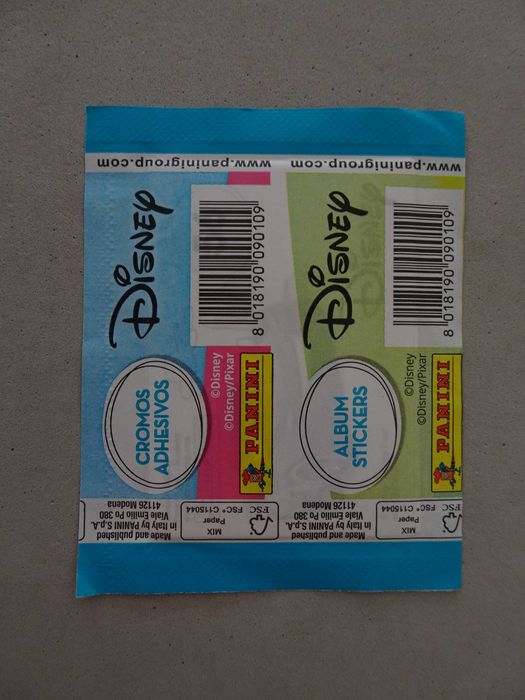 www.paninigroup.com
www.paninigroup.com
DISNEY
8 018190 090109
CROMOS
ADHESIVOS
©Disney
©Disney/Pixar
PANINI
DISNEY
8 018190 090109
ALBUM
STICKERS
©Disney
©Disney/Pixar
PANINI
Made and published
in Italy by PANINI S.p.A.
Viale Emilio Po 380
41126 Modena
MIX
Paper
FSC® C115044
FSC
Made and published
in Italy by PANINI S.p.A.
Viale Emilio Po 380
41126 Modena
MIX
Paper
FSC® C115044
FSC